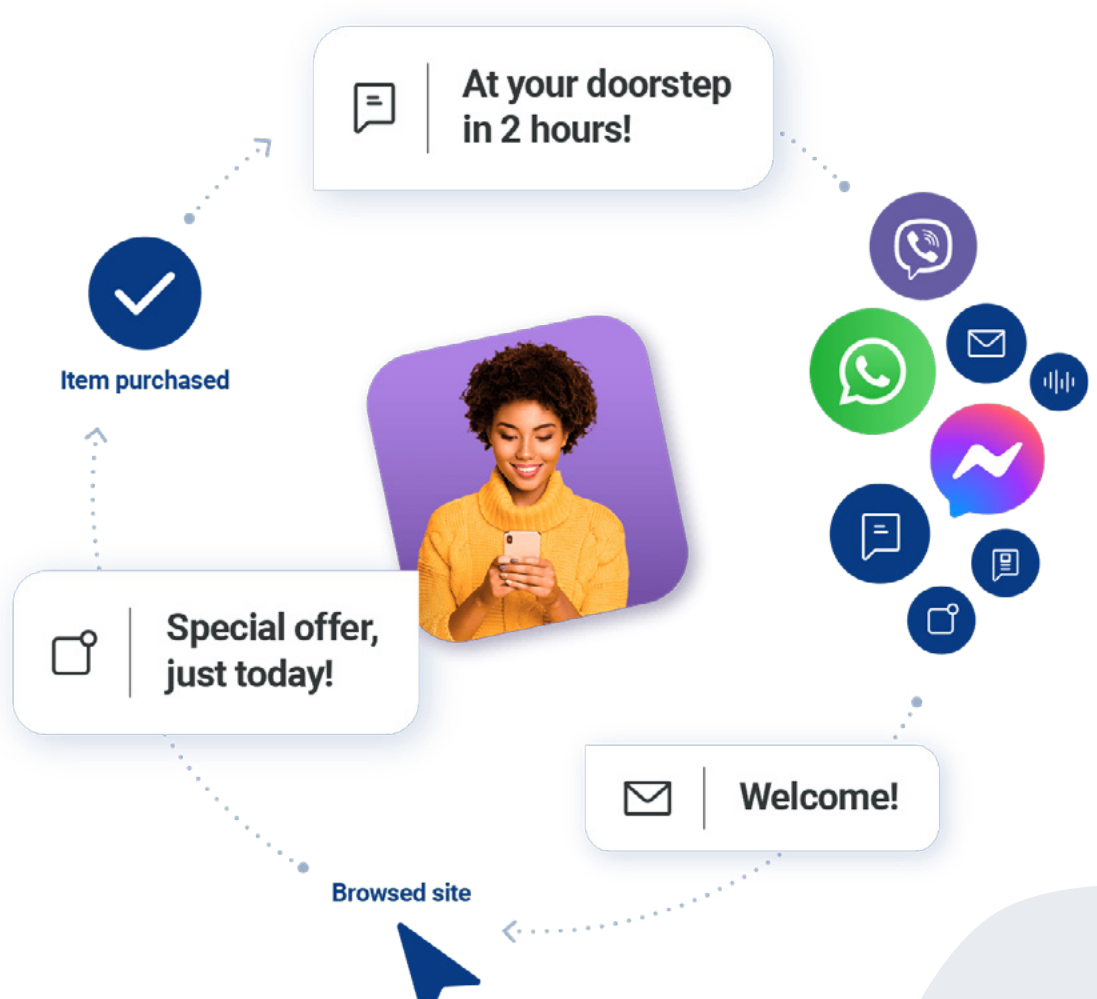 At your doorstep
in 2 hours!
Item purchased
Special offer,
just today!
Welcome!
Browsed site